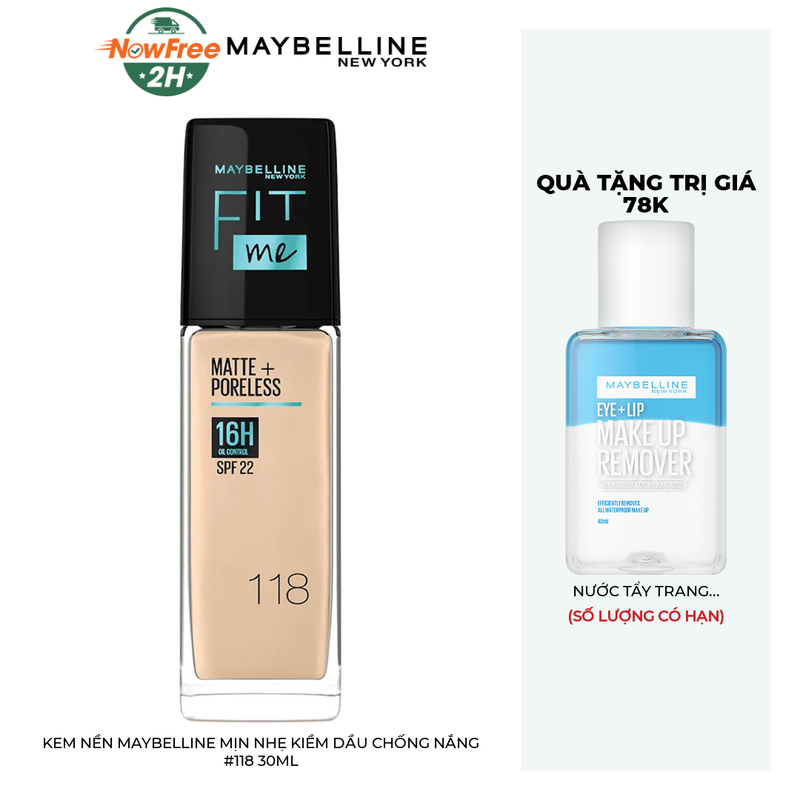 NowFree
2H
MAYBELLINE
NEW YORK
MAYBELLINE
NEW YORK
FIT
me
MATTE +
PORELESS
16H
OIL CONTROL
SPF 22
118
KEM NỀN MAYBELLINE MỊN NHẸ KIỀM DẦU CHỐNG NẮNG
#118 30ML
QUÀ TẶNG TRỊ GIÁ
78K
MAYBELLINE
NEW YORK
EYE + LIP
MAKE UP
REMOVER
EFFICIENTLY REMOVES
ALL WATERPROOF MAKE UP
40ml
NƯỚC TẨY TRANG...
(SỐ LƯỢNG CÓ HẠN)